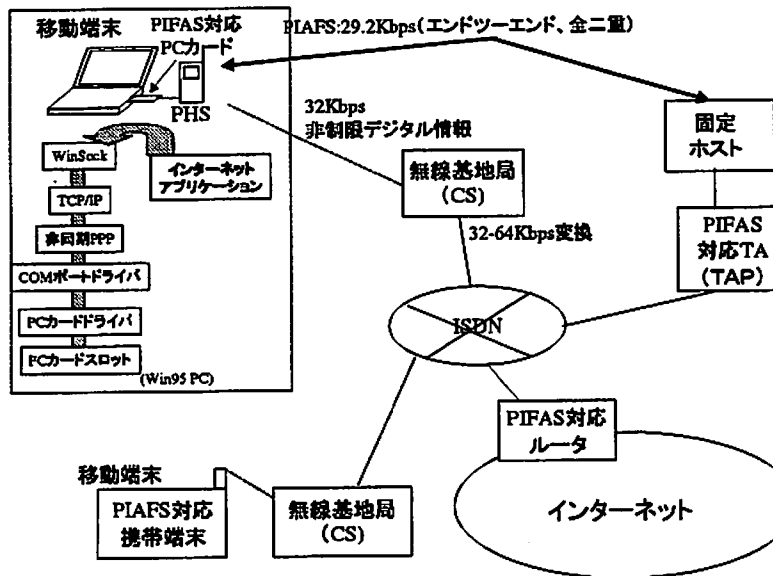 移動端末
PIFAS対応
PCカード
PIAFS:29.2Kbps(エンドツーエンド、全二重)
PHS
32Kbps
非制限デジタル情報
固定
ホスト
WinSock
インターネット
アプリケーション
無線基地局
(CS)
TCP/IP
PIFAS
対応TA
(TAP)
非同期PPP
32-64Kbps変換
COMポートドライバ
PCカードドライバ
ISDN
PCカードスロット
(Win95 PC)
PIFAS対応
ルータ
移動端末
PIAFS対応
携帯端末
無線基地局
(CS)
インターネット